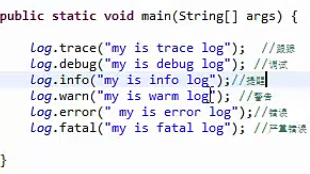 public static void main(String[] args) {
log.trace("my is trace log"); //跟踪
log.debug("my is debug log"); //调试
log.info("my is info log");//提醒
log.warn("my is warm log"); //警告
log.error(" my is error log");//错误
log.fatal("my is fatal log"); //严重错误
}